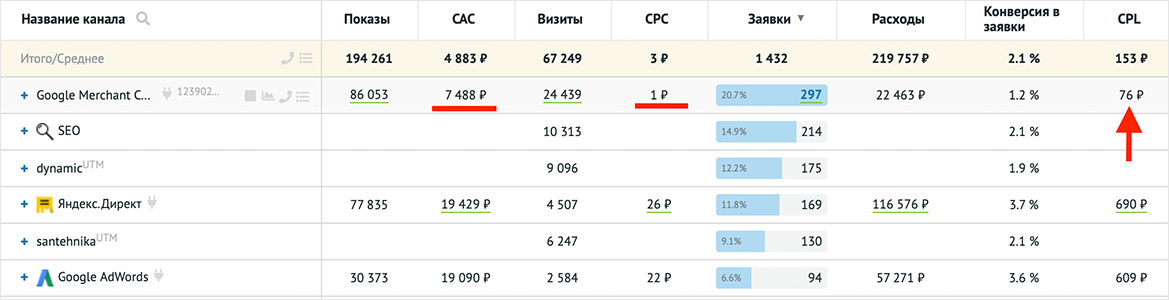 Название канала Показы CAC Визиты CPC Заявки ▼ Расходы Конверсия в заявки CPL
Итого/Среднее 194 261 4 883 ₽ 67 249 3 ₽ 1 432 219 757 ₽ 2.1 % 153 ₽
+ Google Merchant C... 123902... 86 053 7 488 ₽ 24 439 1 ₽ 20.7% 297 22 463 ₽ 1.2 % 76 ₽
+ SEO 10 313 14.9% 214 2.1 %
+ dynamicUTM 9 096 12.2% 175 1.9 %
+ Яндекс.Директ 77 835 19 429 ₽ 4 507 26 ₽ 11.8% 169 116 576 ₽ 3.7 % 690 ₽
+ santehnikaUTM 6 247 9.1% 130 2.1 %
+ Google AdWords 30 373 19 090 ₽ 2 584 22 ₽ 6.6% 94 57 271 ₽ 3.6 % 609 ₽